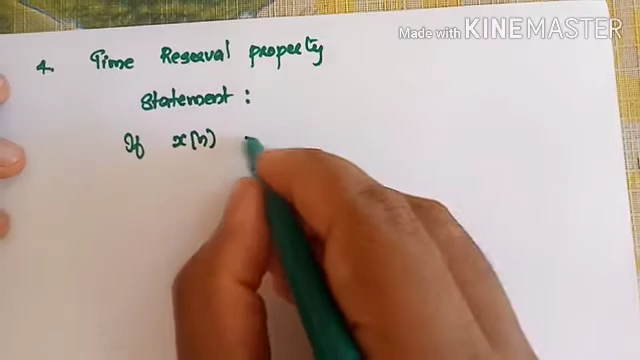 Made with KINEMASTER
4. Time Reseval property
Statement :
If x(n)